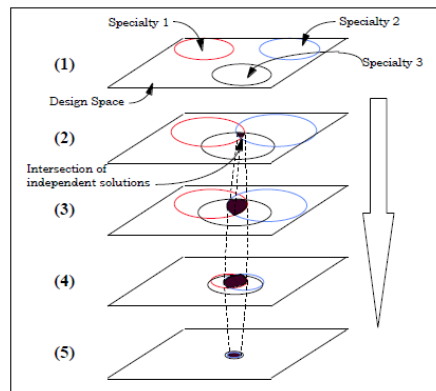 Specialty 1
Specialty 2
(1)
Specialty 3
Design Space
(2)
Intersection of
independent solutions
(3)
(4)
(5)